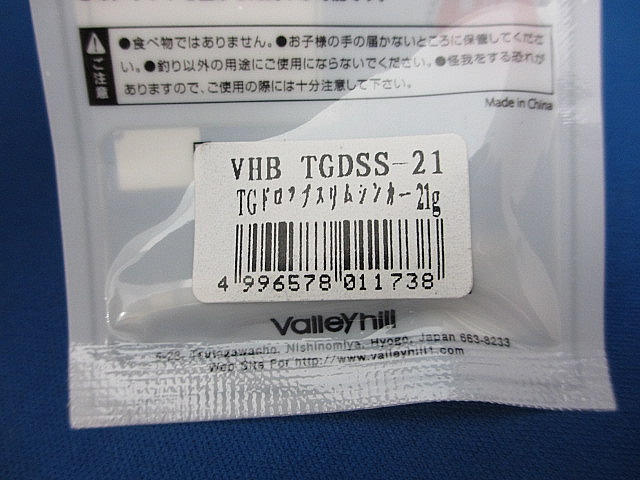 ご注意
●食べ物ではありません。●お子様の手の届かないところに保管してくださ
い。●釣り以外の用途にご使用にならないでください。●怪我をする恐れが
ありますので、ご使用の際には十分注意して下さい。
Made in China
VHB TGDSS-21
TGドロップスリムシンカー21g
4 996578 011738
Valleyhill
Nishinomiya, Hyogo, Japan 663-8233
Web Site For http://www.valleyhill1.com